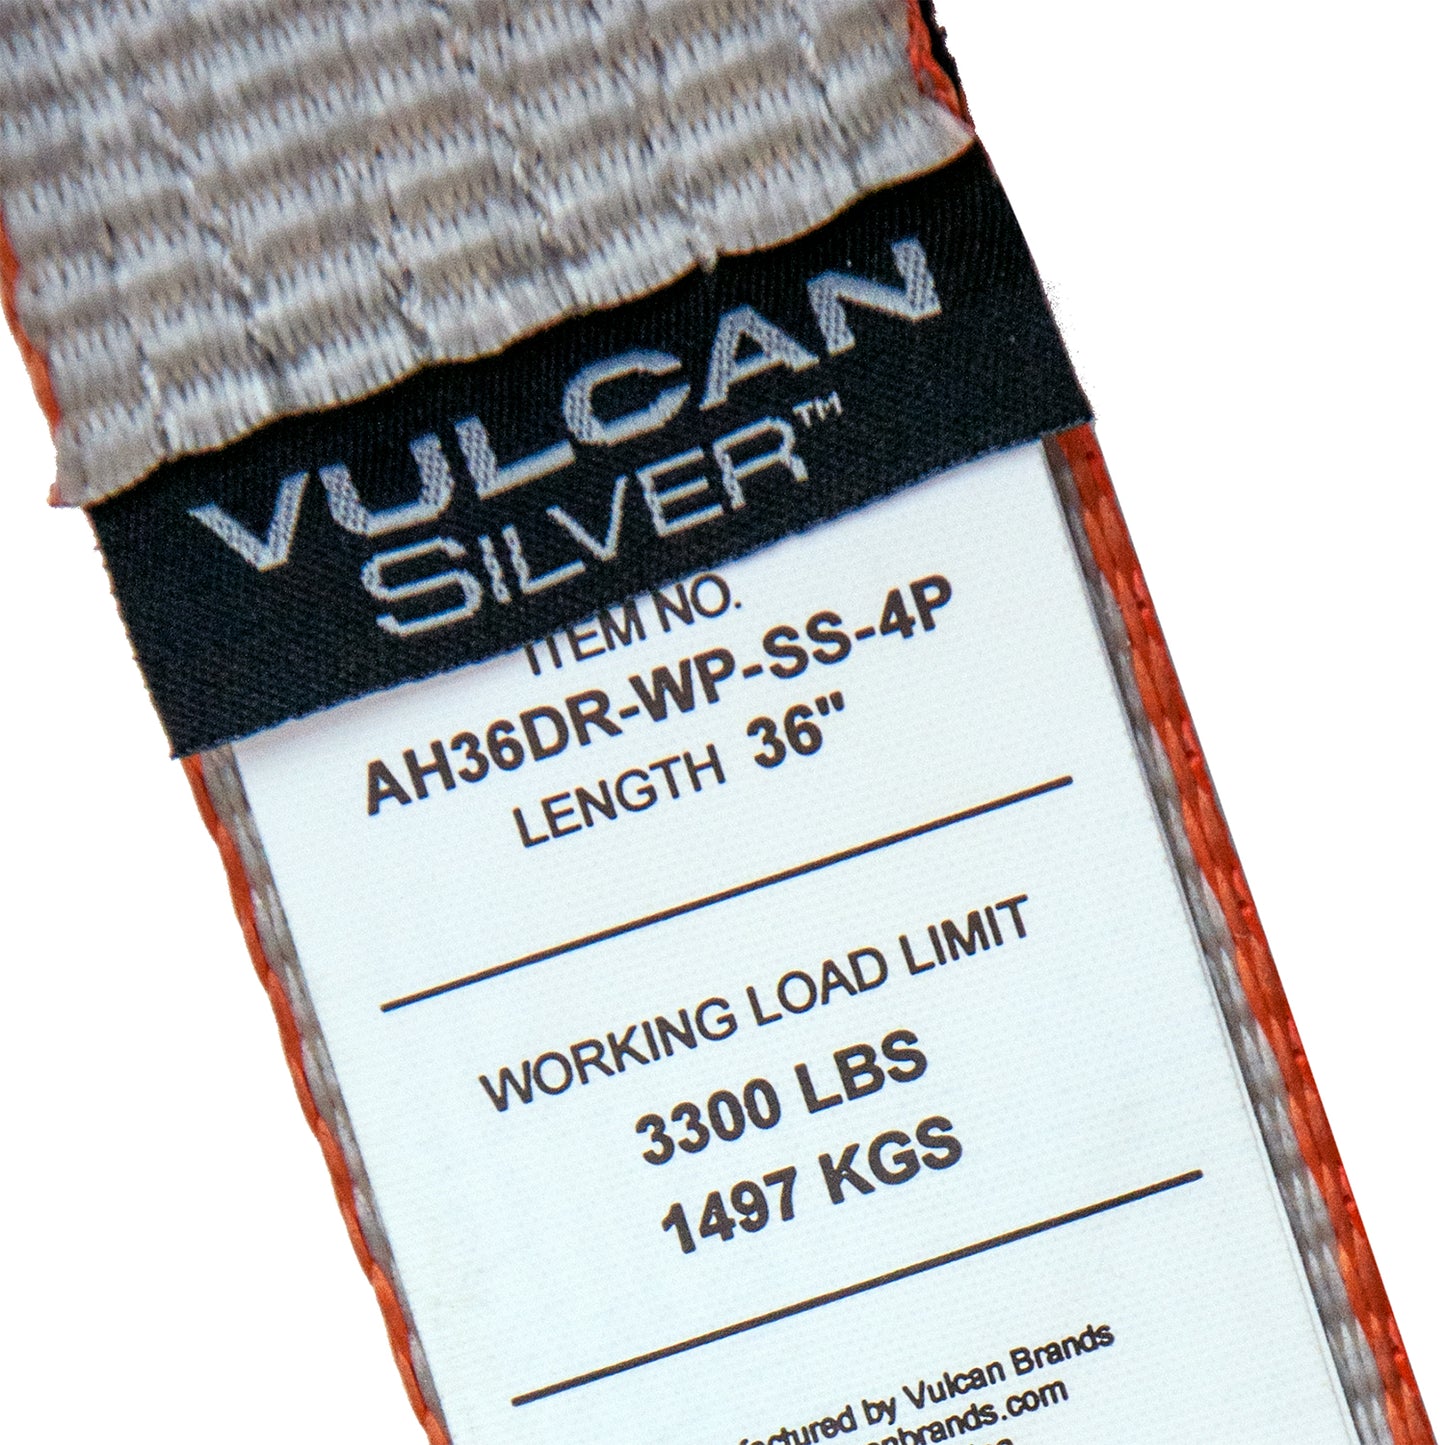 VULCAN
SILVER™
ITEM NO.
AH36DR-WP-SS-4P
LENGTH 36"
WORKING LOAD LIMIT
3300 LBS
1497 KGS
by Vulcan Brands